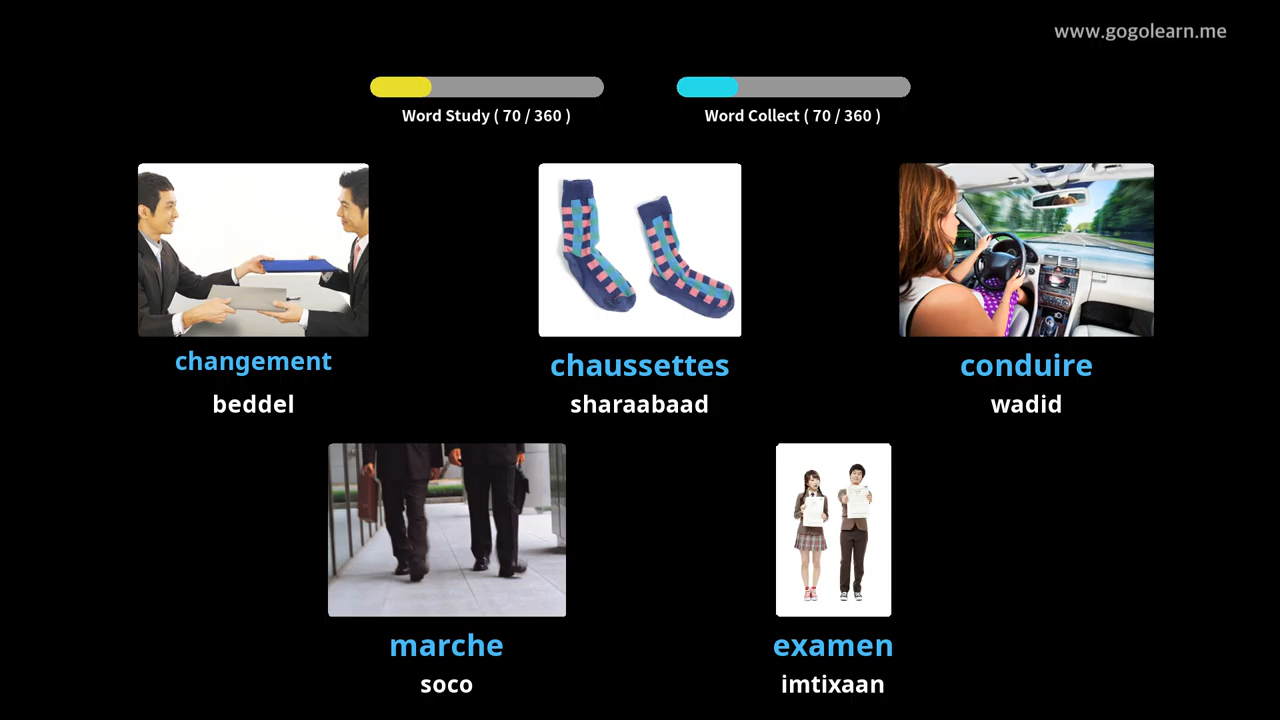 www.gogolearn.me
Word Study ( 70 / 360 )
Word Collect ( 70 / 360 )
changement
beddel
chaussettes
sharaabaad
conduire
wadid
marche
soco
examen
imtixaan